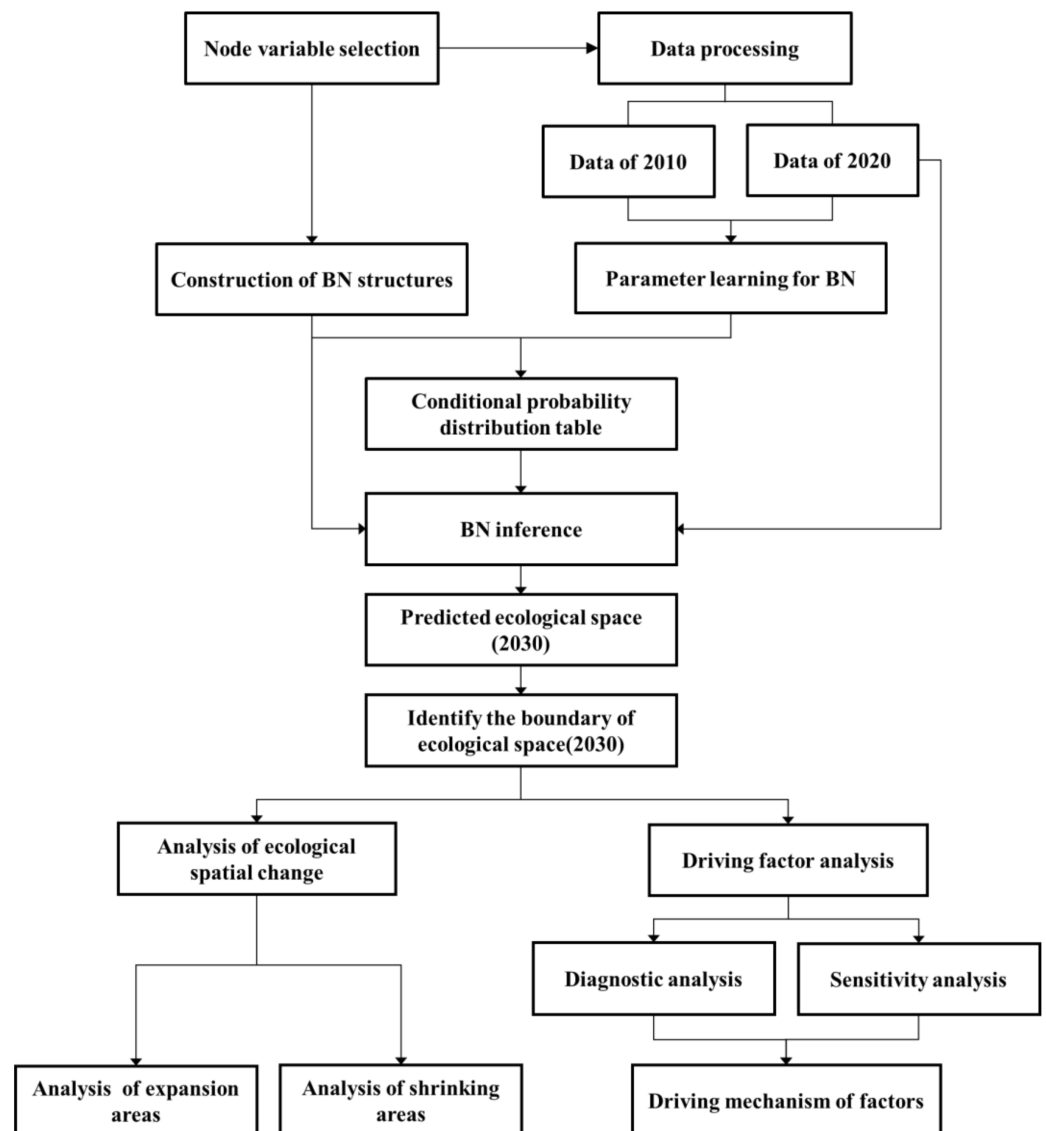 Node variable selection
Data processing
Data of 2010
Data of 2020
Construction of BN structures
Parameter learning for BN
Conditional probability
distribution table
BN inference
Predicted ecological space
(2030)
Identify the boundary of
ecological space(2030)
Analysis of ecological
spatial change
Driving factor analysis
Diagnostic analysis
Sensitivity analysis
Analysis of expansion
areas
Analysis of shrinking
areas
Driving mechanism of factors